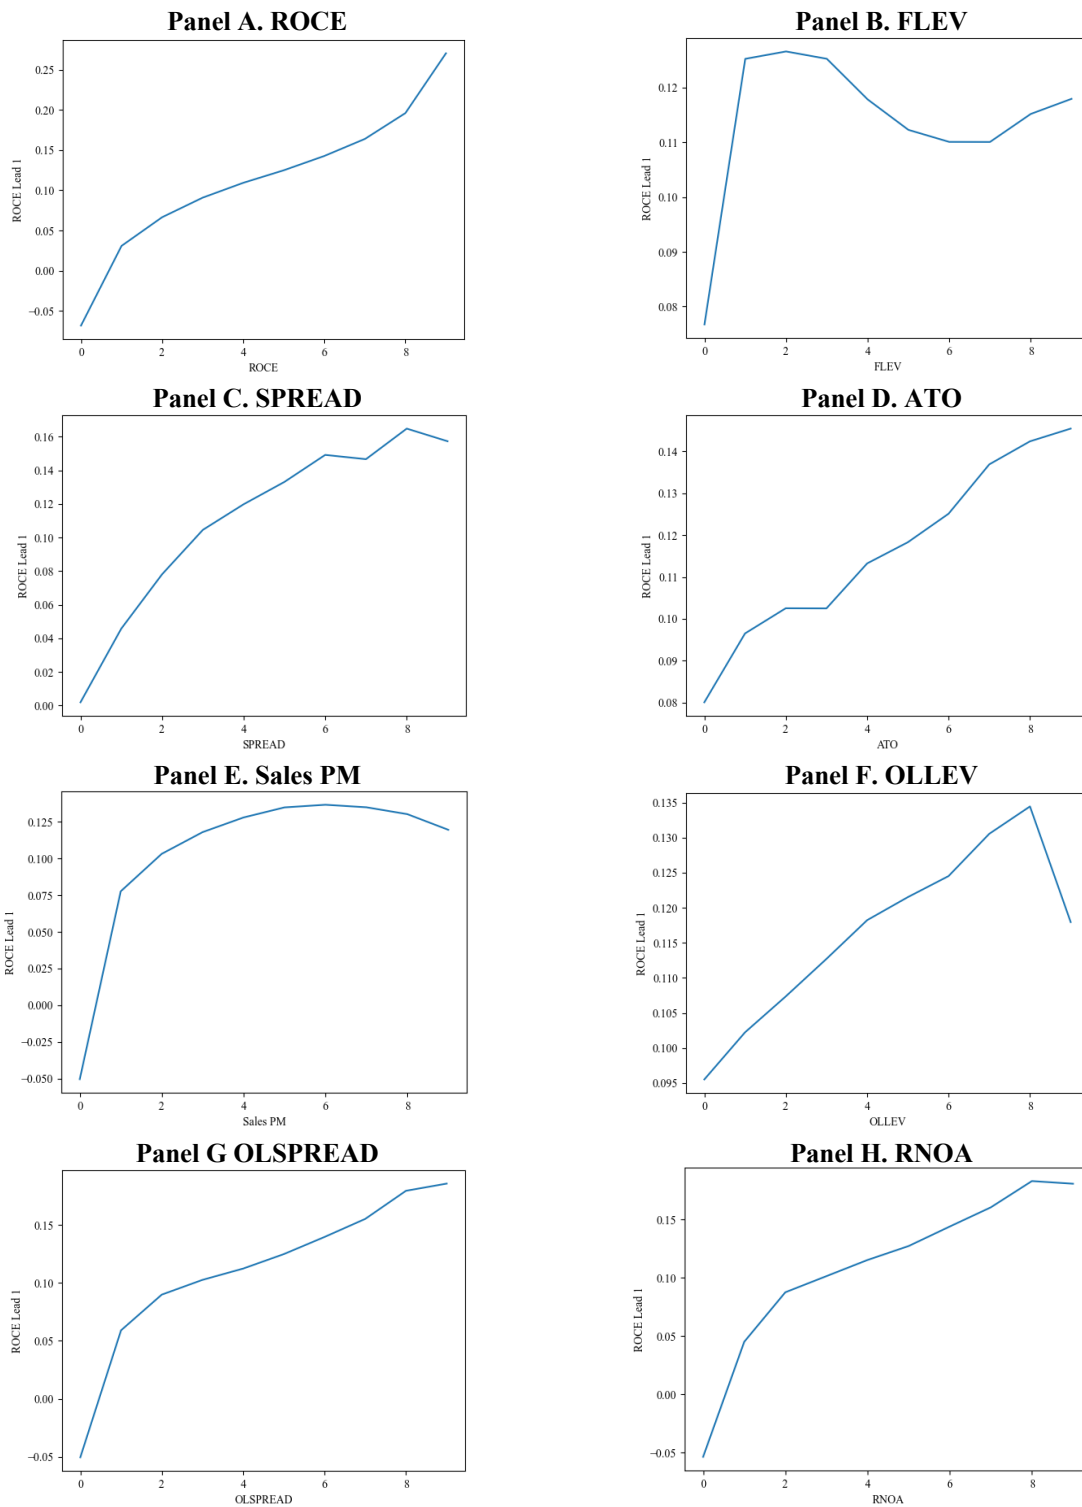 Panel A. ROCE
0.25
0.20
0.15
0.10
0.05
0.00
−0.05
ROCE Lead 1
0 2 4 6 8
ROCE
Panel B. FLEV
0.12
0.11
0.10
0.09
0.08
ROCE Lead 1
0 2 4 6 8
FLEV
Panel C. SPREAD
0.16
0.14
0.12
0.10
0.08
0.06
0.04
0.02
0.00
ROCE Lead 1
0 2 4 6 8
SPREAD
Panel D. ATO
0.14
0.13
0.12
0.11
0.10
0.09
0.08
ROCE Lead 1
0 2 4 6 8
ATO
Panel E. Sales PM
0.125
0.100
0.075
0.050
0.025
0.000
−0.025
−0.050
ROCE Lead 1
0 2 4 6 8
Sales PM
Panel F. OLLEV
0.135
0.130
0.125
0.120
0.115
0.110
0.105
0.100
0.095
ROCE Lead 1
0 2 4 6 8
OLLEV
Panel G OLSPREAD
0.15
0.10
0.05
0.00
−0.05
ROCE Lead 1
0 2 4 6 8
OLSPREAD
Panel H. RNOA
0.15
0.10
0.05
0.00
−0.05
ROCE Lead 1
0 2 4 6 8
RNOA